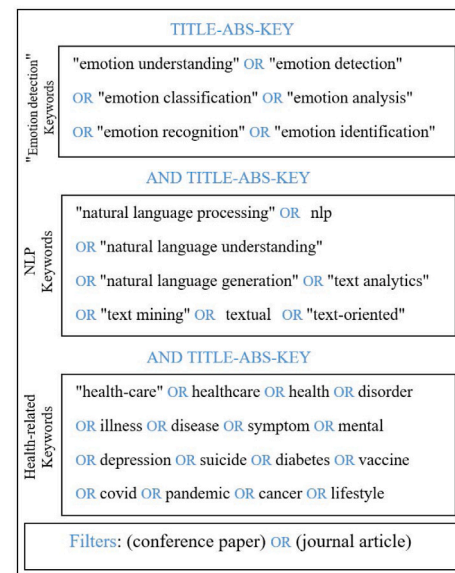 TITLE-ABS-KEY
"Emotion detection"
Keywords
"emotion understanding" OR "emotion detection"
OR "emotion classification" OR "emotion analysis"
OR "emotion recognition" OR "emotion identification"
AND TITLE-ABS-KEY
NLP
Keywords
"natural language processing" OR nlp
OR "natural language understanding"
OR "natural language generation" OR "text analytics"
OR "text mining" OR textual OR "text-oriented"
AND TITLE-ABS-KEY
Health-related
Keywords
"health-care" OR healthcare OR health OR disorder
OR illness OR disease OR symptom OR mental
OR depression OR suicide OR diabetes OR vaccine
OR covid OR pandemic OR cancer OR lifestyle
Filters: (conference paper) OR (journal article)